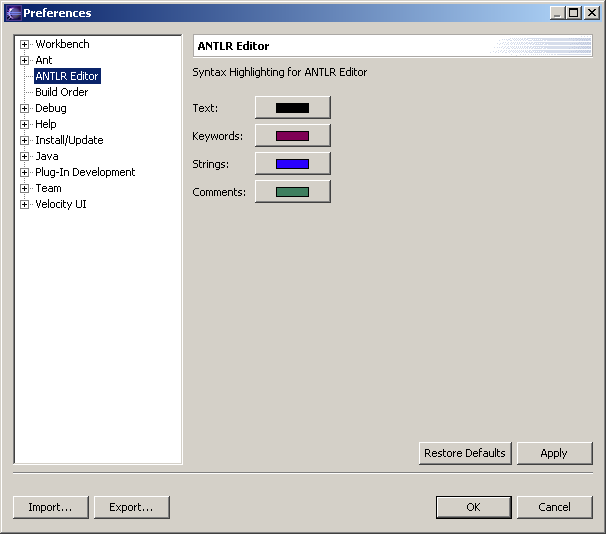 Preferences
Workbench
Ant
ANTLR Editor
Build Order
Debug
Help
Install/Update
Java
Plug-In Development
Team
Velocity UI
ANTLR Editor
Syntax Highlighting for ANTLR Editor
Text:
Keywords:
Strings:
Comments:
Restore Defaults Apply
Import... Export... OK Cancel